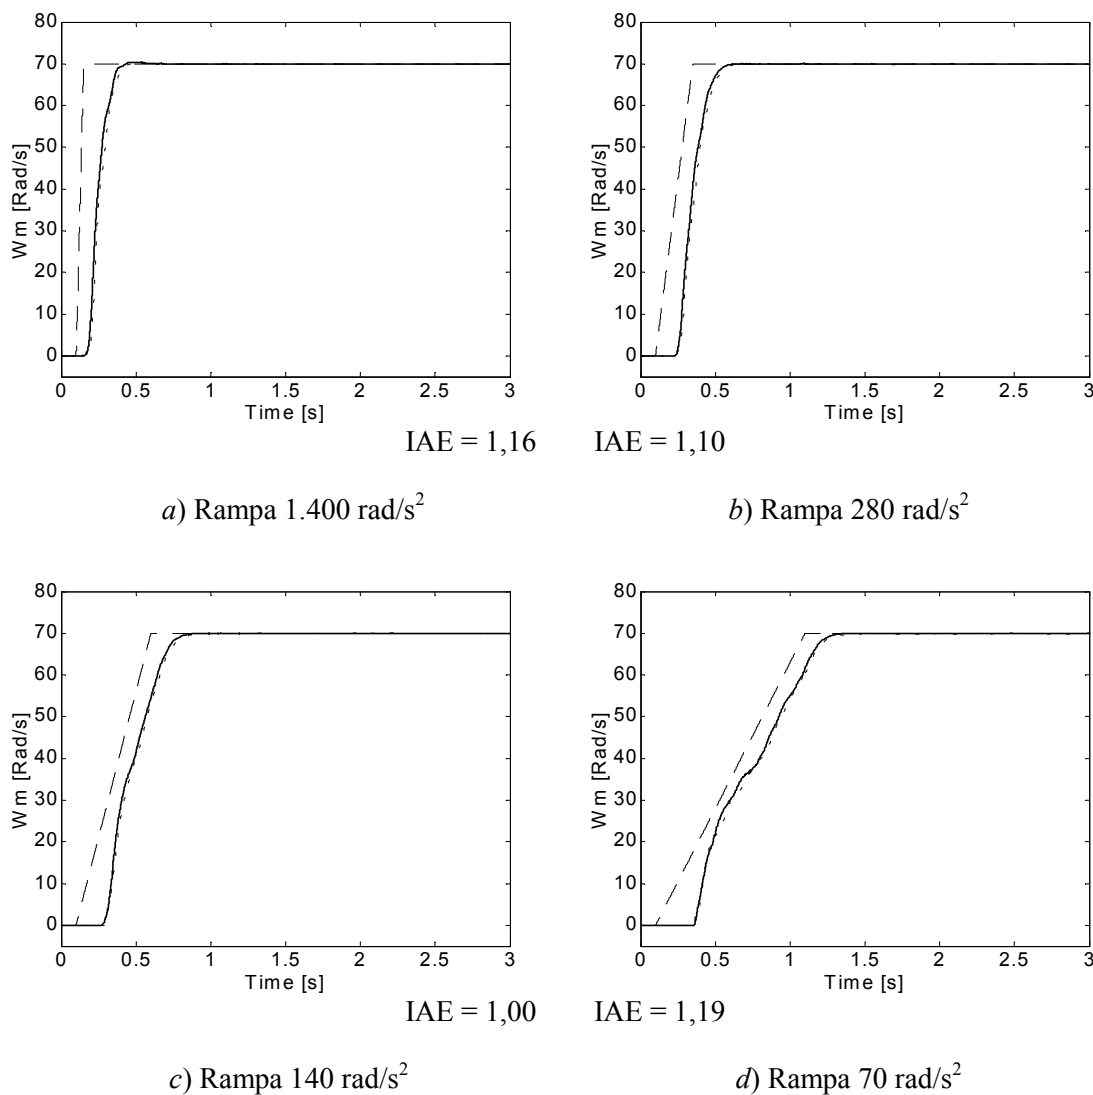 80
70
60
50
40
30
20
10
0
Wm [Rad/s]
0 0.5 1 1.5 2 2.5 3
Time [s]
80
70
60
50
40
30
20
10
0
Wm [Rad/s]
0 0.5 1 1.5 2 2.5 3
Time [s]
IAE = 1,16
IAE = 1,10
a) Rampa 1.400 rad/s²
b) Rampa 280 rad/s²
80
70
60
50
40
30
20
10
0
Wm [Rad/s]
0 0.5 1 1.5 2 2.5 3
Time [s]
80
70
60
50
40
30
20
10
0
Wm [Rad/s]
0 0.5 1 1.5 2 2.5 3
Time [s]
IAE = 1,00
IAE = 1,19
c) Rampa 140 rad/s²
d) Rampa 70 rad/s²